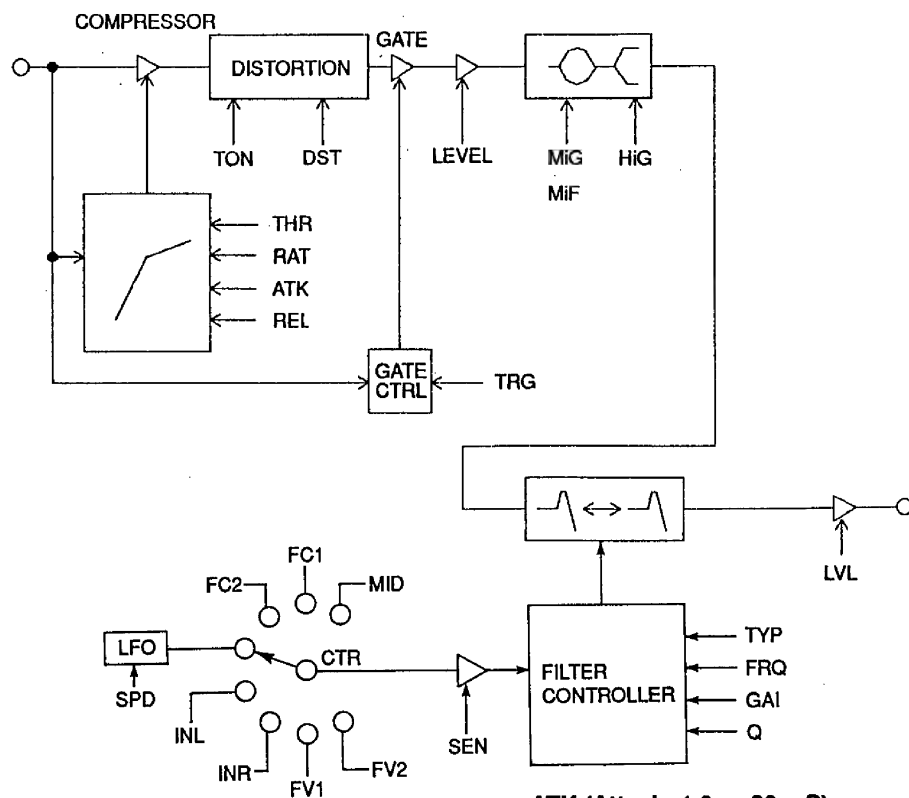 COMPRESSOR
GATE
DISTORTION
TON
DST
LEVEL
MiG
HiG
MiF
THR
RAT
ATK
REL
GATE
CTRL
TRG
LVL
FC1
FC2
MID
LFO
CTR
SPD
INL
INR
FV1
FV2
SEN
FILTER
CONTROLLER
TYP
FRQ
GAI
Q